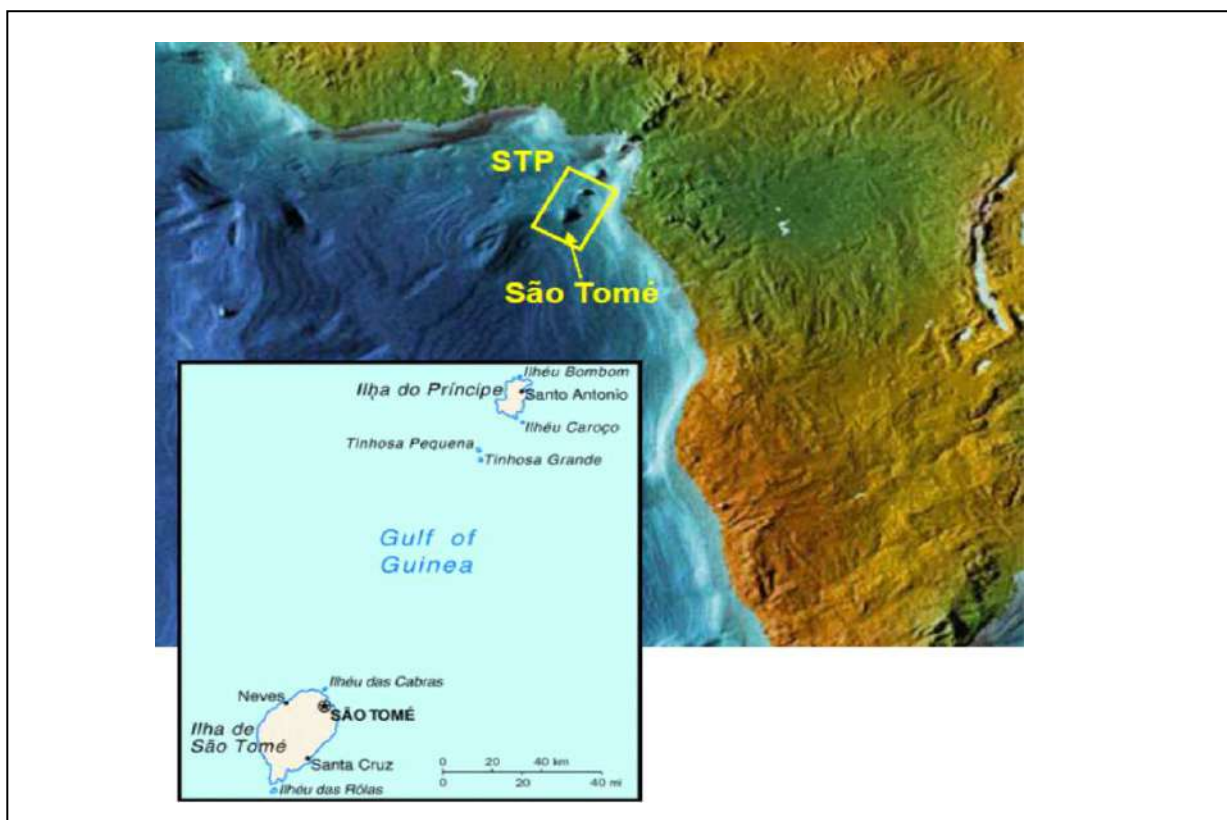 STP
São Tomé
Ilhéu Bombom
Ilha do Príncipe
Santo Antonio
Ilhéu Caroço
Tinhosa Pequena
Tinhosa Grande
Gulf of
Guinea
Ilhéu das Cabras
Neves
SÃO TOMÉ
Ilha de
São Tomé
Santa Cruz
0 20 40 km
0 20 40 mi
Ilhéu das Rôlas